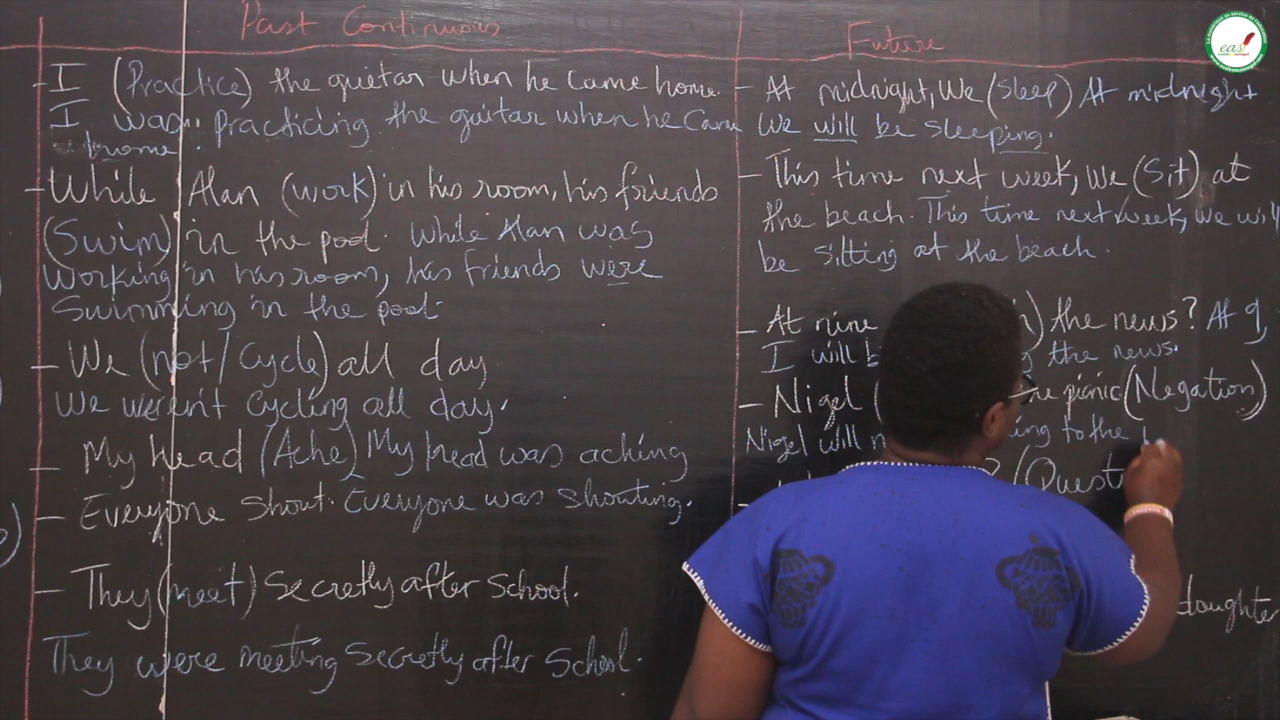 Past Continuous
- I (Practice) the guitar when he came home.
I was practicing the guitar when he came
home.
- While Alan (work) in his room, his friends
(Swim) in the pool. While Alan was
working in his room, his friends were
Swimming in the pool.
- We (not/cycle) all day
We weren't cycling all day.
- My head (Ache) My head was aching
- Everyone shout. Everyone was shouting.
- They (meet) secretly after school.
They were meeting secretly after school.
Future
- At midnight, we (sleep) At midnight
we will be sleeping.
- This time next week, we (sit) at
the beach. This time next week, we will
be sitting at the beach.
- At nine the news? At 9,
I will the news.
- Nigel picnic (Negation)
Nigel will to the
? (Quest
daughter
eas